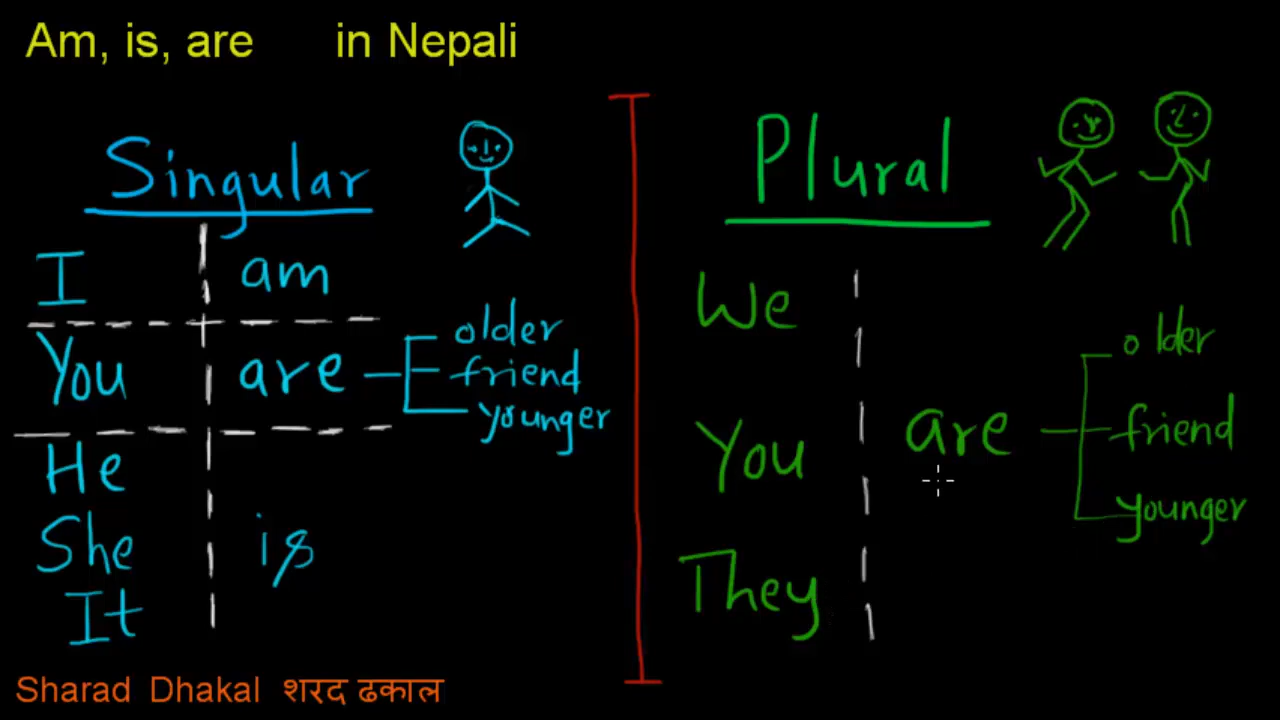 Am, is, are in Nepali
Singular
I am
You are
older
friend
younger
He
She is
It
Plural
We
You are
They
older
friend
younger
Sharad Dhakal शरद ढकाल